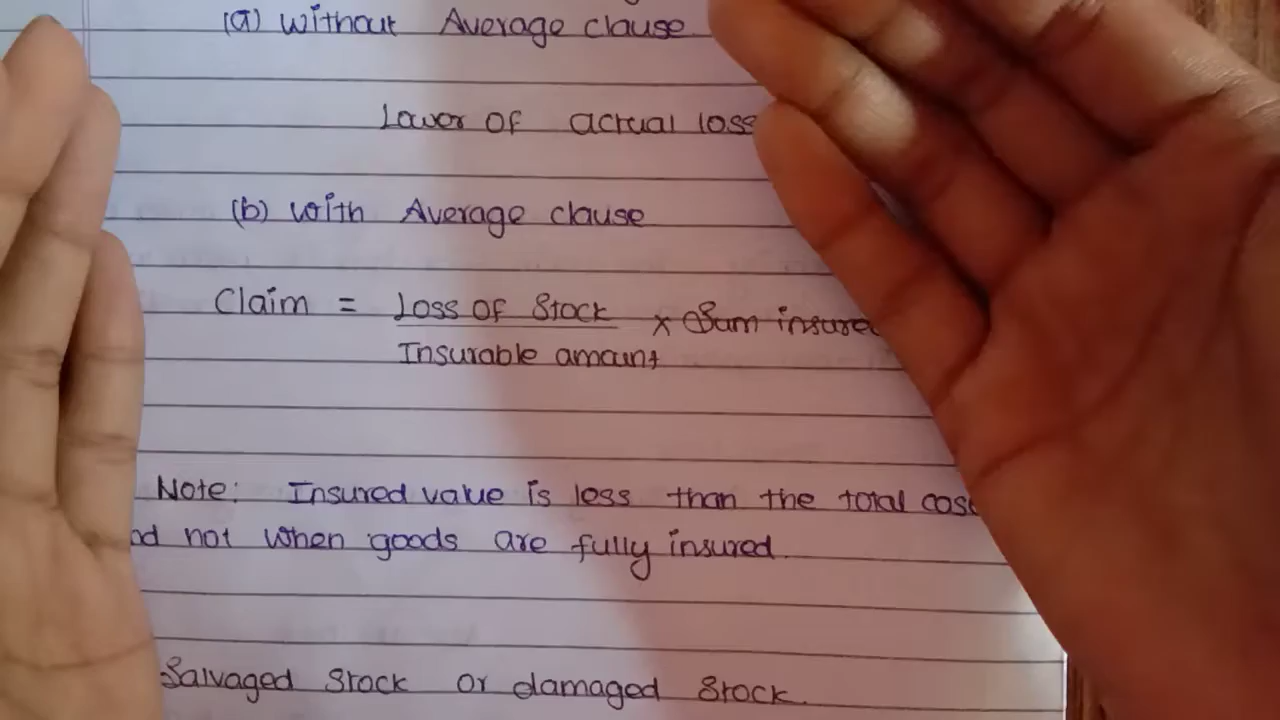 (a) Without Average clause
Lower of actual loss
(b) With Average clause
Claim = Loss of Stock × Sum insured
Insurable amount
Note: Insured value is less than the total cost
not when goods are fully insured.
Salvaged Stock or damaged Stock.